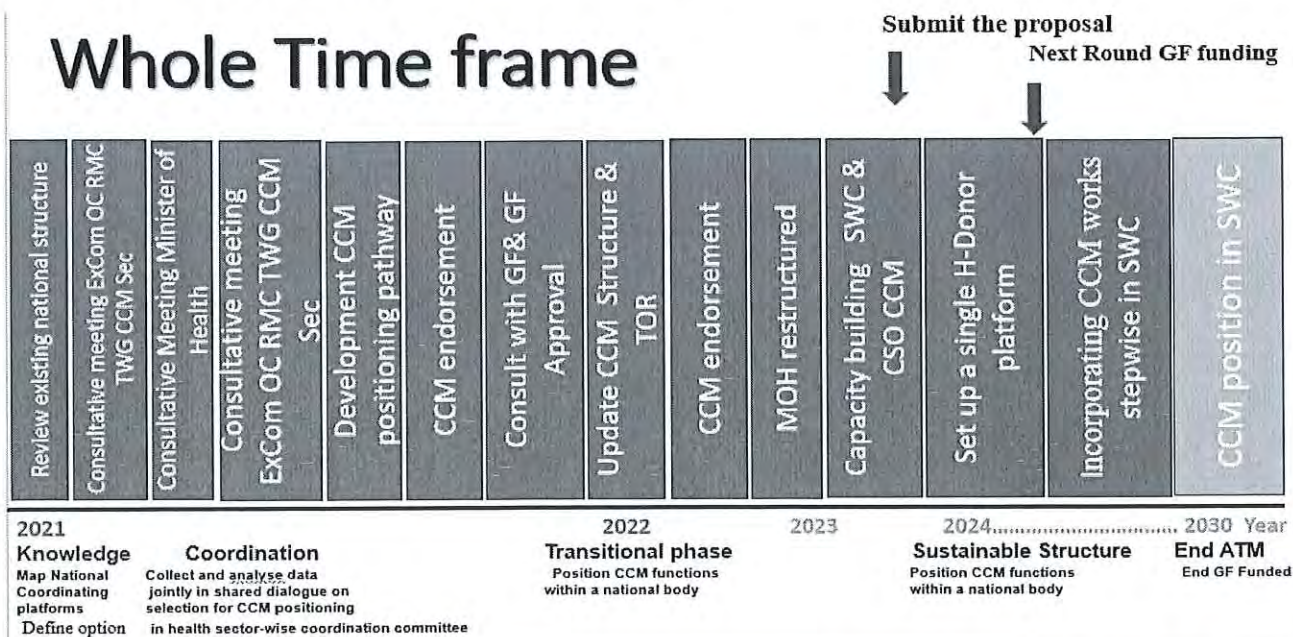 Whole Time frame
Submit the proposal
Next Round GF funding
Review existing national structure
Consultative meeting ExCom OC RMC
TWG CCM Sec
Consultative Meeting Minister of
Health
Consultative meeting
ExCom OC RMC TWG CCM
Sec
Development CCM
positioning pathway
CCM endorsement
Consult with GF& GF
Approval
Update CCM Structure &
TOR
CCM endorsement
MOH restructured
Capacity building SWC &
CSO CCM
Set up a single H-Donor
platform
Incorporating CCM works
stepwise in SWC
CCM position in SWC
2021
Knowledge
Map National
Coordinating
platforms
Define option
Coordination
Collect and analyse data
jointly in shared dialogue on
selection for CCM positioning
in health sector-wise coordination committee
2022
Transitional phase
Position CCM functions
within a national body
2023
2024............................... 2030 Year
Sustainable Structure
Position CCM functions
within a national body
End ATM
End GF Funded